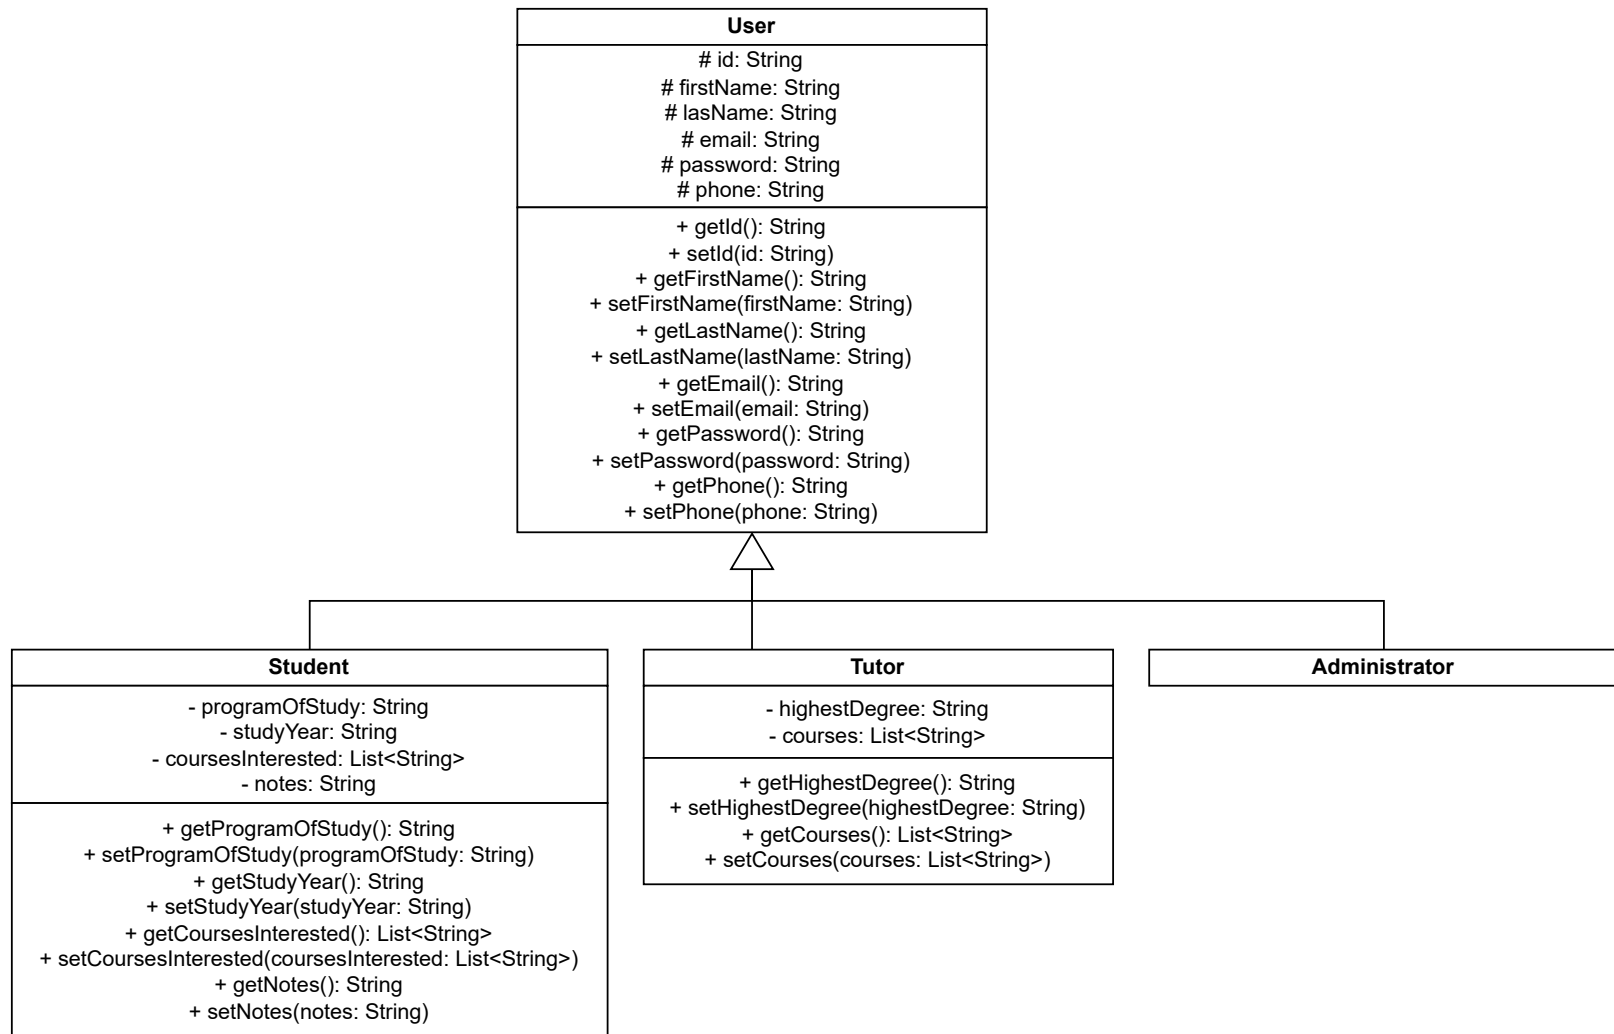 User
# id: String
# firstName: String
# lasName: String
# email: String
# password: String
# phone: String
+ getId(): String
+ setId(id: String)
+ getFirstName(): String
+ setFirstName(firstName: String)
+ getLastName(): String
+ setLastName(lastName: String)
+ getEmail(): String
+ setEmail(email: String)
+ getPassword(): String
+ setPassword(password: String)
+ getPhone(): String
+ setPhone(phone: String)
Student
- programOfStudy: String
- studyYear: String
- coursesInterested: List<String>
- notes: String
+ getProgramOfStudy(): String
+ setProgramOfStudy(programOfStudy: String)
+ getStudyYear(): String
+ setStudyYear(studyYear: String)
+ getCoursesInterested(): List<String>
+ setCoursesInterested(coursesInterested: List<String>)
+ getNotes(): String
+ setNotes(notes: String)
Tutor
- highestDegree: String
- courses: List<String>
+ getHighestDegree(): String
+ setHighestDegree(highestDegree: String)
+ getCourses(): List<String>
+ setCourses(courses: List<String>)
Administrator